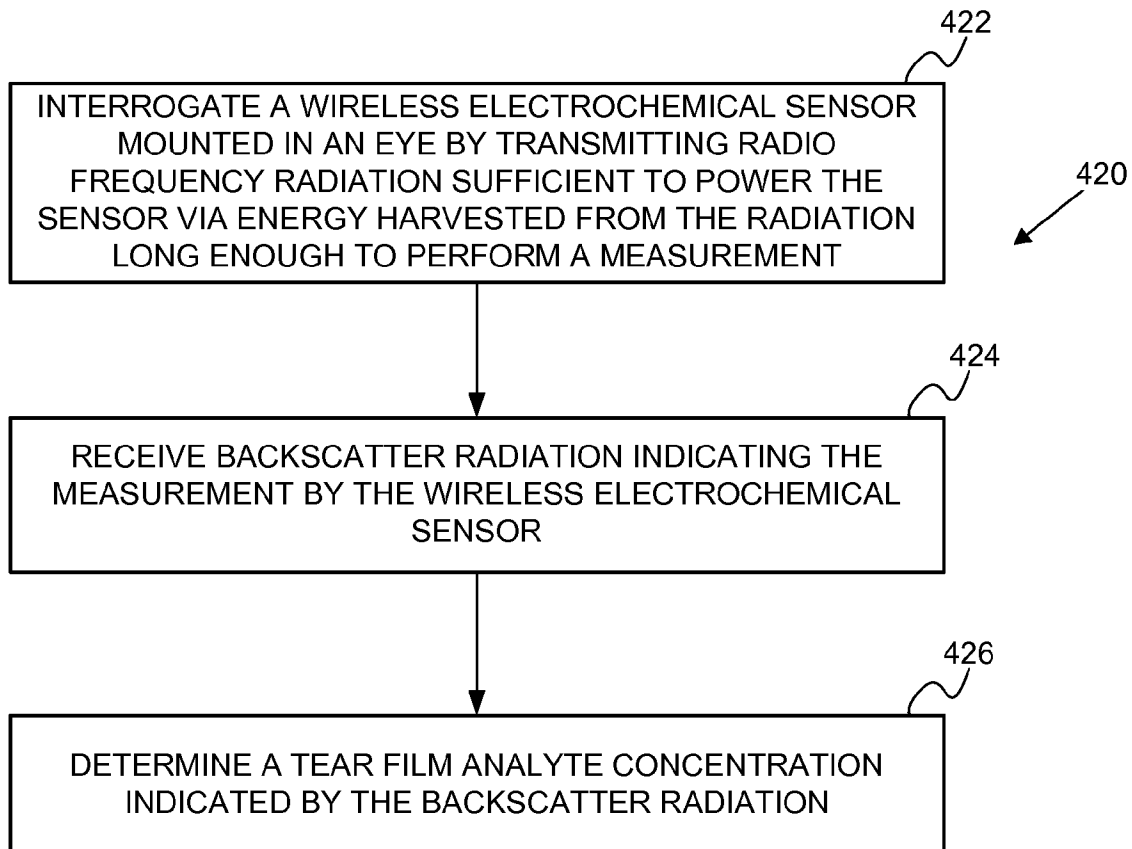 422
INTERROGATE A WIRELESS ELECTROCHEMICAL SENSOR
MOUNTED IN AN EYE BY TRANSMITTING RADIO
FREQUENCY RADIATION SUFFICIENT TO POWER THE
SENSOR VIA ENERGY HARVESTED FROM THE RADIATION
LONG ENOUGH TO PERFORM A MEASUREMENT
420
424
RECEIVE BACKSCATTER RADIATION INDICATING THE
MEASUREMENT BY THE WIRELESS ELECTROCHEMICAL
SENSOR
426
DETERMINE A TEAR FILM ANALYTE CONCENTRATION
INDICATED BY THE BACKSCATTER RADIATION